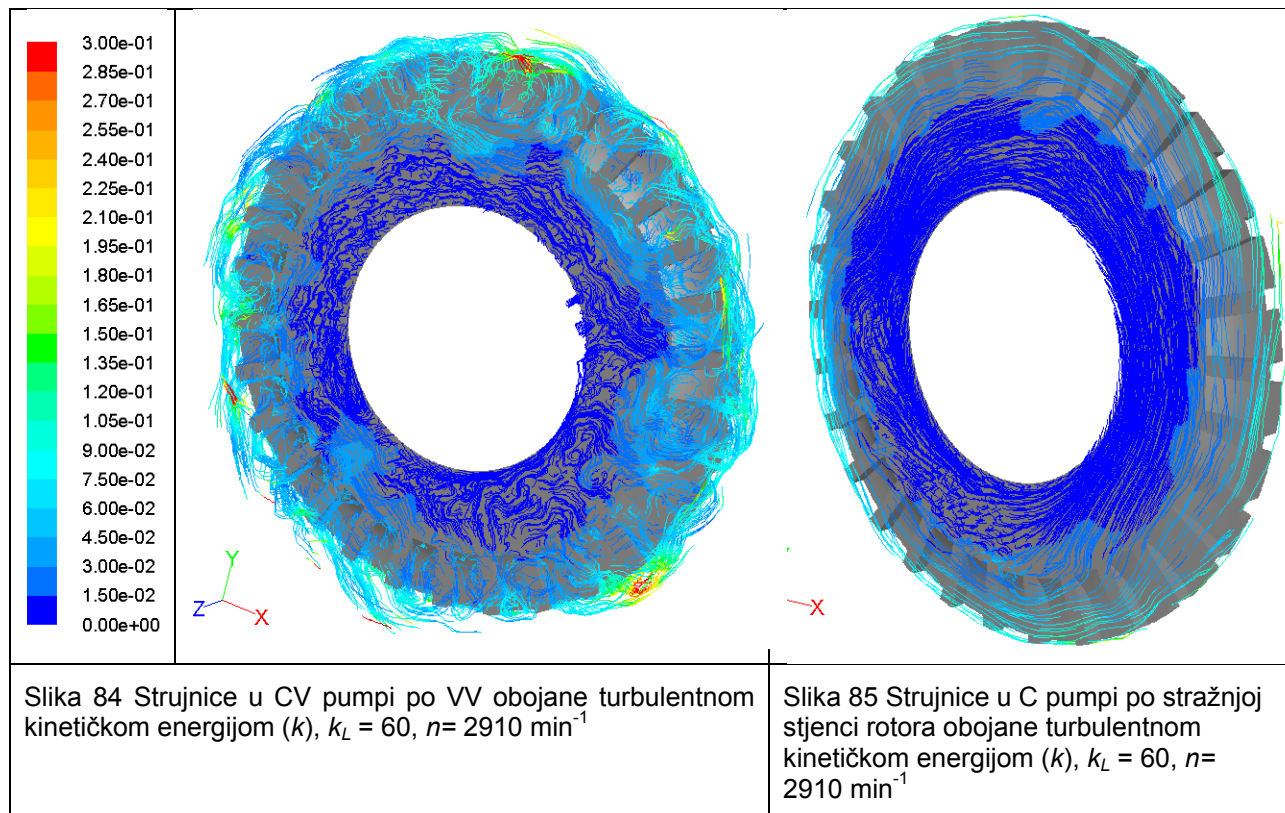 3.00e-01
2.85e-01
2.70e-01
2.55e-01
2.40e-01
2.25e-01
2.10e-01
1.95e-01
1.80e-01
1.65e-01
1.50e-01
1.35e-01
1.20e-01
1.05e-01
9.00e-02
7.50e-02
6.00e-02
4.50e-02
3.00e-02
1.50e-02
0.00e+00
Y
Z
X
X
Slika 84 Strujnice u CV pumpi po VV obojane turbulentnom
kinetičkom energijom (k), kL = 60, n= 2910 min-1
Slika 85 Strujnice u C pumpi po stražnjoj
stjenci rotora obojane turbulentnom
kinetičkom energijom (k), kL = 60, n=
2910 min-1